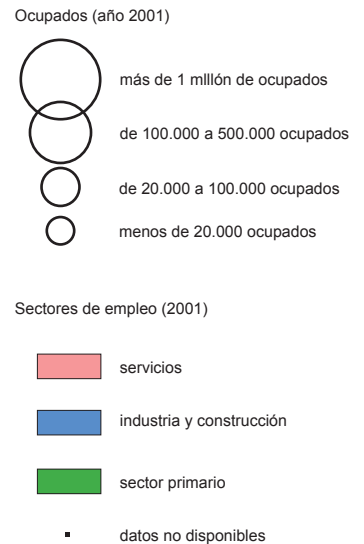 Ocupados (año 2001)
más de 1 mlllón de ocupados
de 100.000 a 500.000 ocupados
de 20.000 a 100.000 ocupados
menos de 20.000 ocupados
Sectores de empleo (2001)
servicios
industria y construcción
sector primario
datos no disponibles